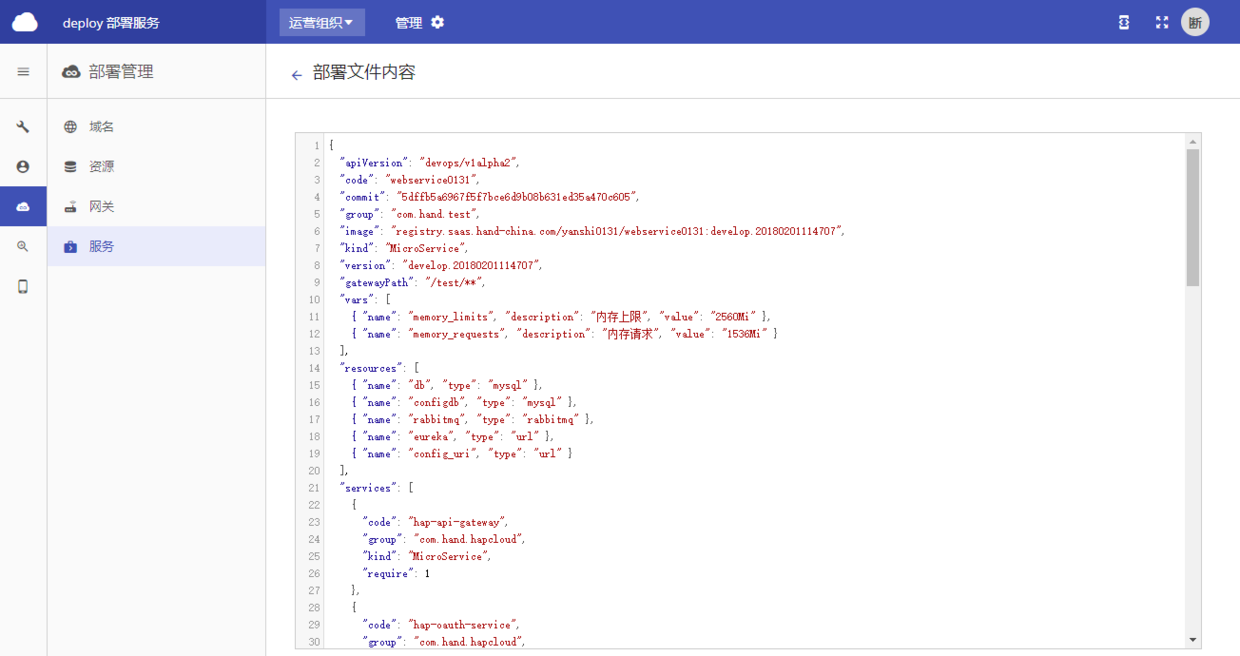 deploy 部署服务
运营组织
管理
断
部署管理
部署文件内容
域名
资源
网关
服务
1 {
2 "apiVersion": "devops/v1alpha2",
3 "code": "webservice0131",
4 "commit": "5dffb5a6967f5f7bce6d9b08b631ed35a470c605",
5 "group": "com.hand.test",
6 "image": "registry.saas.hand-china.com/yanshi0131/webservice0131:develop.20180201114707",
7 "kind": "MicroService",
8 "version": "develop.20180201114707",
9 "gatewayPath": "/test/**",
10 "vars": [
11 { "name": "memory_limits", "description": "内存上限", "value": "2560Mi" },
12 { "name": "memory_requests", "description": "内存请求", "value": "1536Mi" }
13 ],
14 "resources": [
15 { "name": "db", "type": "mysql" },
16 { "name": "configdb", "type": "mysql" },
17 { "name": "rabbitmq", "type": "rabbitmq" },
18 { "name": "eureka", "type": "url" },
19 { "name": "config_uri", "type": "url" }
20 ],
21 "services": [
22 {
23 "code": "hap-api-gateway",
24 "group": "com.hand.hapcloud",
25 "kind": "MicroService",
26 "require": 1
27 },
28 {
29 "code": "hap-oauth-service",
30 "group": "com.hand.hapcloud",